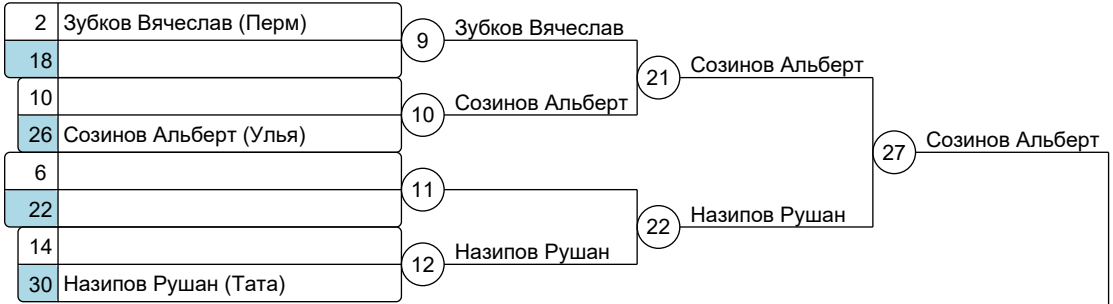 2 Зубков Вячеслав (Перм)
18
9 Зубков Вячеслав
10
26 Созинов Альберт (Улья)
10 Созинов Альберт
21 Созинов Альберт
6
22
11
14
30 Назипов Рушан (Тата)
12 Назипов Рушан
22 Назипов Рушан
27 Созинов Альберт